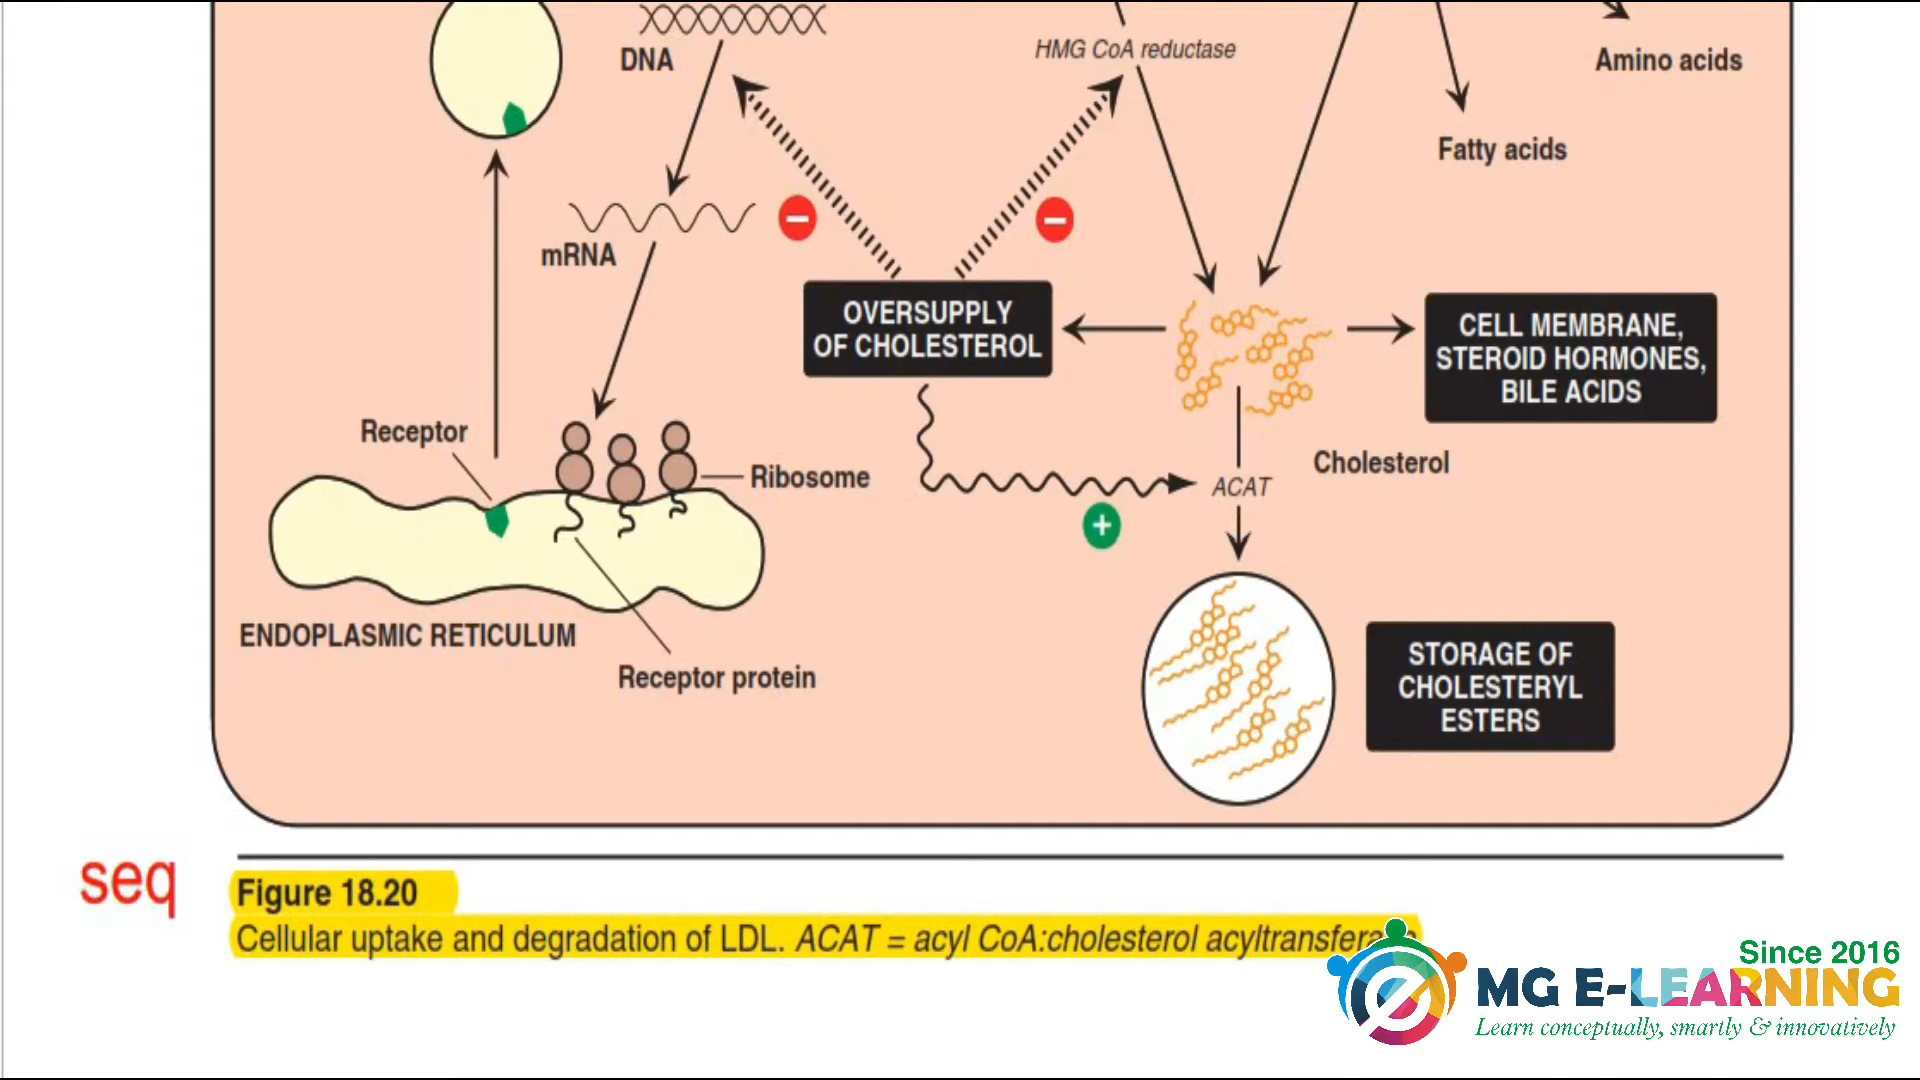 DNA
HMG CoA reductase
Amino acids
Fatty acids
mRNA
OVERSUPPLY
OF CHOLESTEROL
CELL MEMBRANE,
STEROID HORMONES,
BILE ACIDS
Receptor
Ribosome
Cholesterol
ACAT
ENDOPLASMIC RETICULUM
Receptor protein
STORAGE OF
CHOLESTERYL
ESTERS
seq
Figure 18.20
Cellular uptake and degradation of LDL. ACAT = acyl CoA:cholesterol
Since 2016
MG E-LEARNING
Learn conceptually, smartly & innovatively